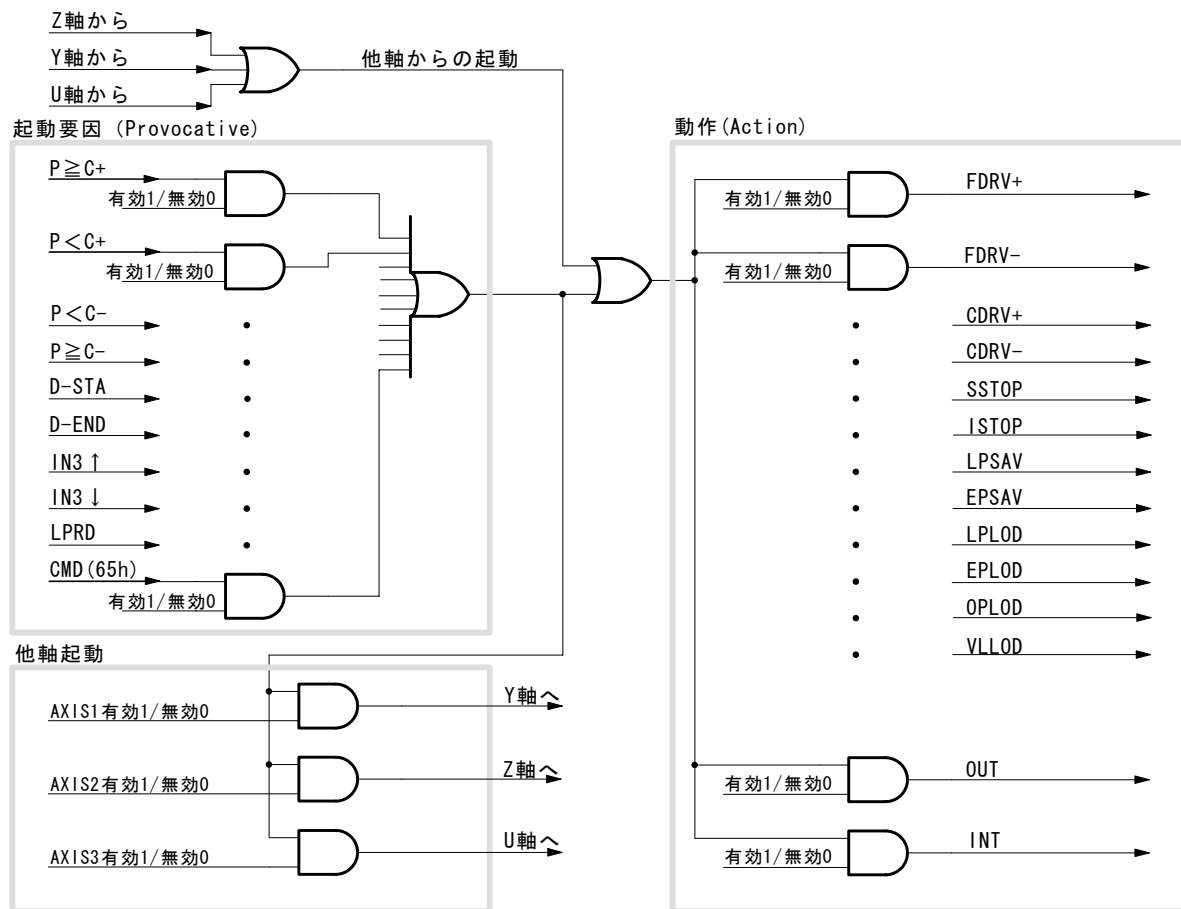 Z軸から
Y軸から
U軸から
他軸からの起動
起動要因 (Provocative)
P≧C+
有効1/無効0
P＜C+
有効1/無効0
P＜C-
P≧C-
D-STA
D-END
IN3↑
IN3↓
LPRD
CMD(65h)
有効1/無効0
他軸起動
AXIS1有効1/無効0
Y軸へ
AXIS2有効1/無効0
Z軸へ
AXIS3有効1/無効0
U軸へ
動作(Action)
有効1/無効0
FDRV+
有効1/無効0
FDRV-
CDRV+
CDRV-
SSTOP
ISTOP
LPSAV
EPSAV
LPLOD
EPLOD
OPLOD
VLLOD
有効1/無効0
OUT
有効1/無効0
INT